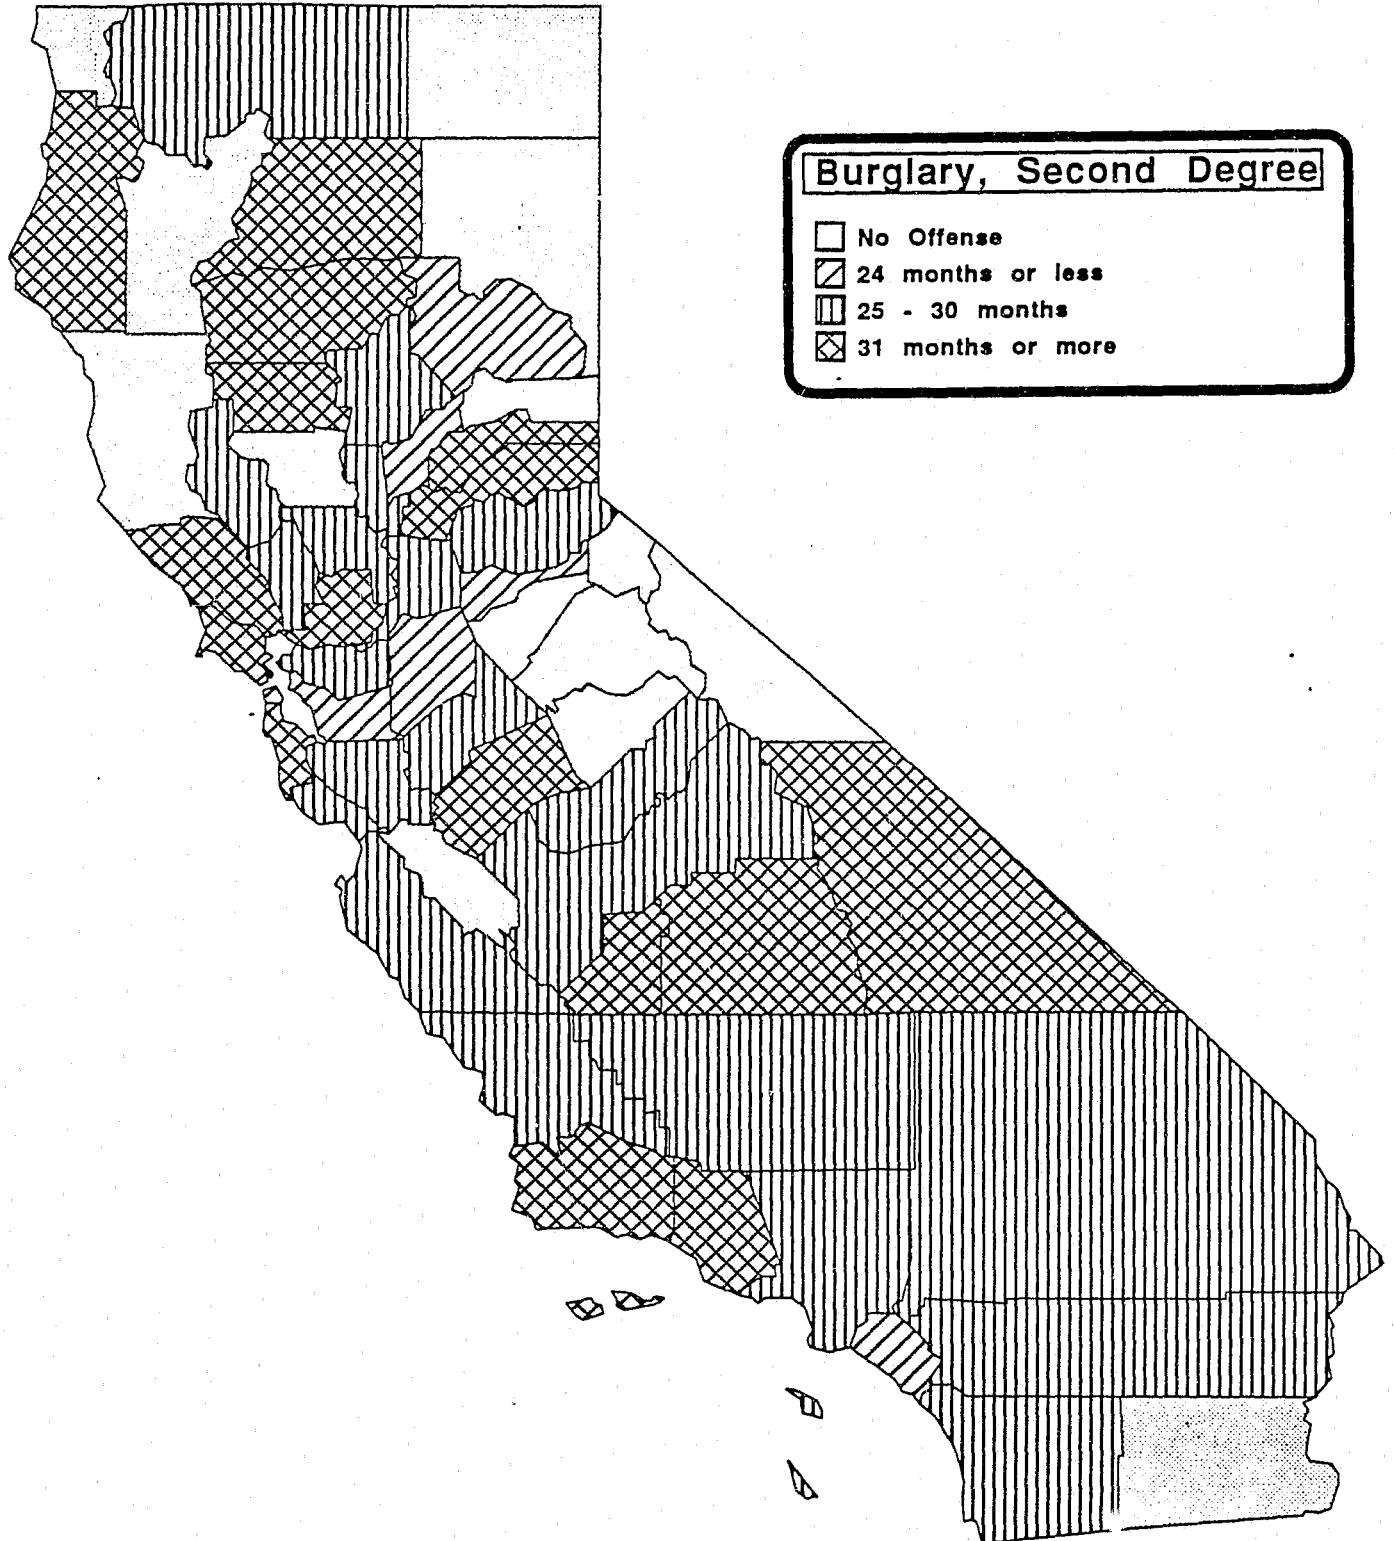 Burglary, Second Degree
No Offense
24 months or less
25 - 30 months
31 months or more